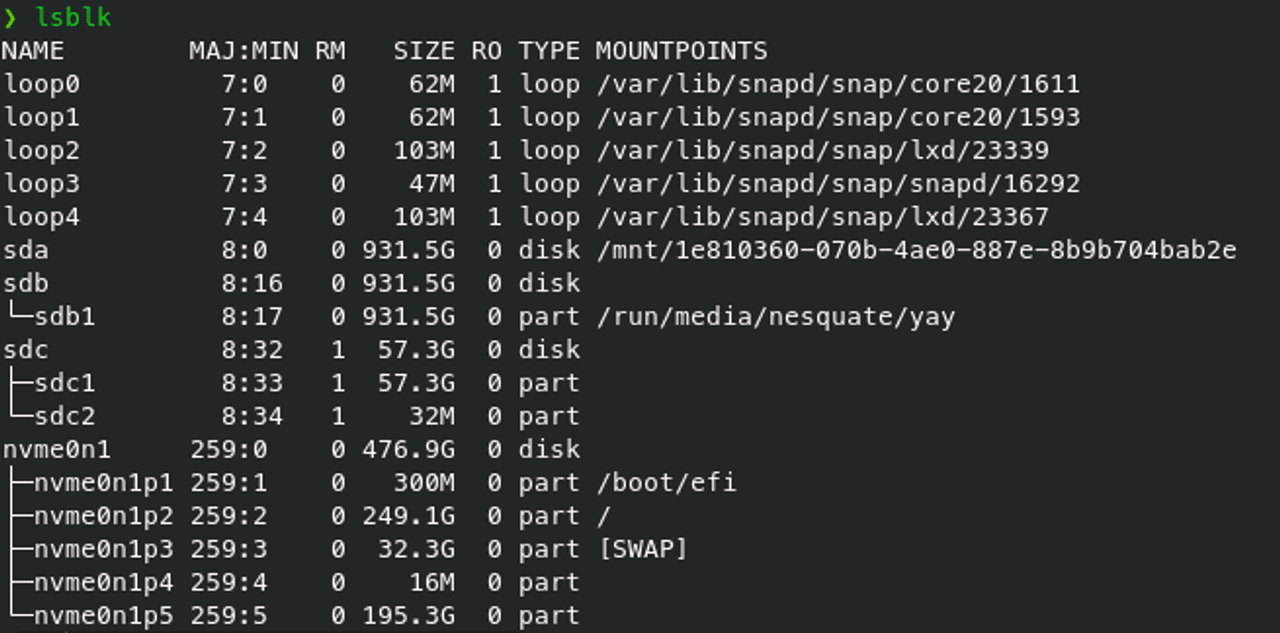 ❯ lsblk
NAME        MAJ:MIN RM   SIZE RO TYPE MOUNTPOINTS
loop0         7:0    0    62M  1 loop /var/lib/snapd/snap/core20/1611
loop1         7:1    0    62M  1 loop /var/lib/snapd/snap/core20/1593
loop2         7:2    0   103M  1 loop /var/lib/snapd/snap/lxd/23339
loop3         7:3    0    47M  1 loop /var/lib/snapd/snap/snapd/16292
loop4         7:4    0   103M  1 loop /var/lib/snapd/snap/lxd/23367
sda           8:0    0 931.5G  0 disk /mnt/1e810360-070b-4ae0-887e-8b9b704bab2e
sdb           8:16   0 931.5G  0 disk
└─sdb1        8:17   0 931.5G  0 part /run/media/nesquate/yay
sdc           8:32   1  57.3G  0 disk
├─sdc1        8:33   1  57.3G  0 part
└─sdc2        8:34   1    32M  0 part
nvme0n1     259:0    0 476.9G  0 disk
├─nvme0n1p1 259:1    0   300M  0 part /boot/efi
├─nvme0n1p2 259:2    0 249.1G  0 part /
├─nvme0n1p3 259:3    0  32.3G  0 part [SWAP]
├─nvme0n1p4 259:4    0    16M  0 part
└─nvme0n1p5 259:5    0 195.3G  0 part